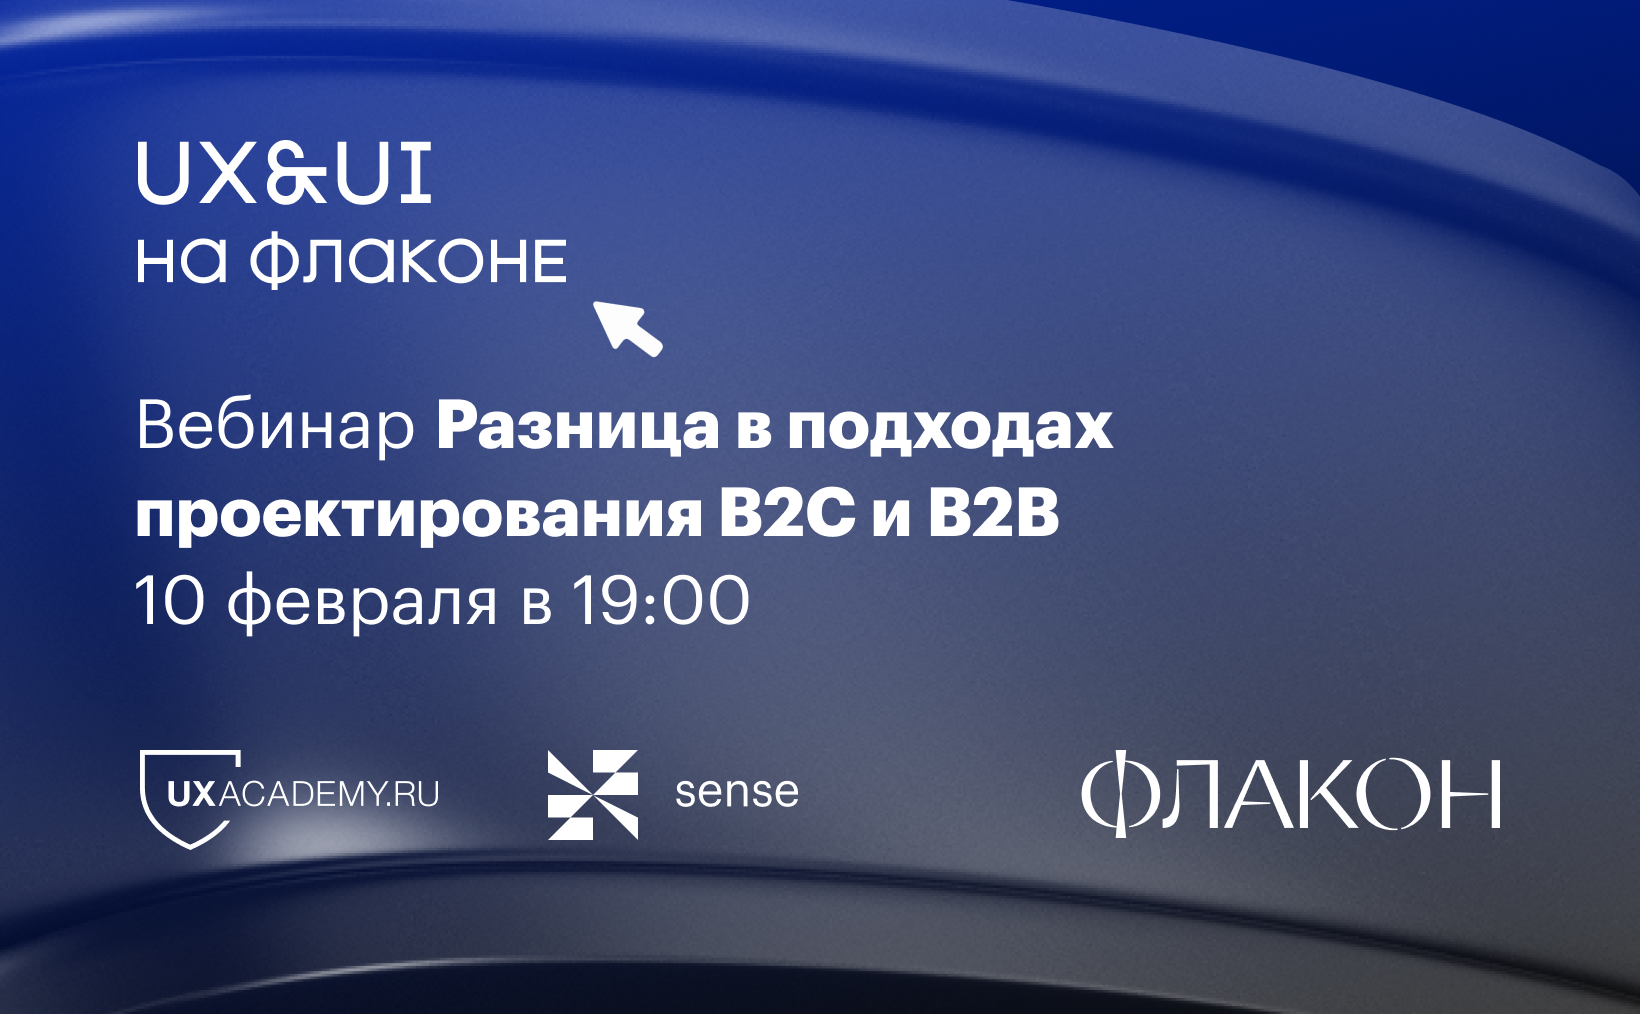 UX&UI
на флаконе
Вебинар Разница в подходах
проектирования B2C и B2B
10 февраля в 19:00
UXACADEMY.RU
sense
ФЛАКОН